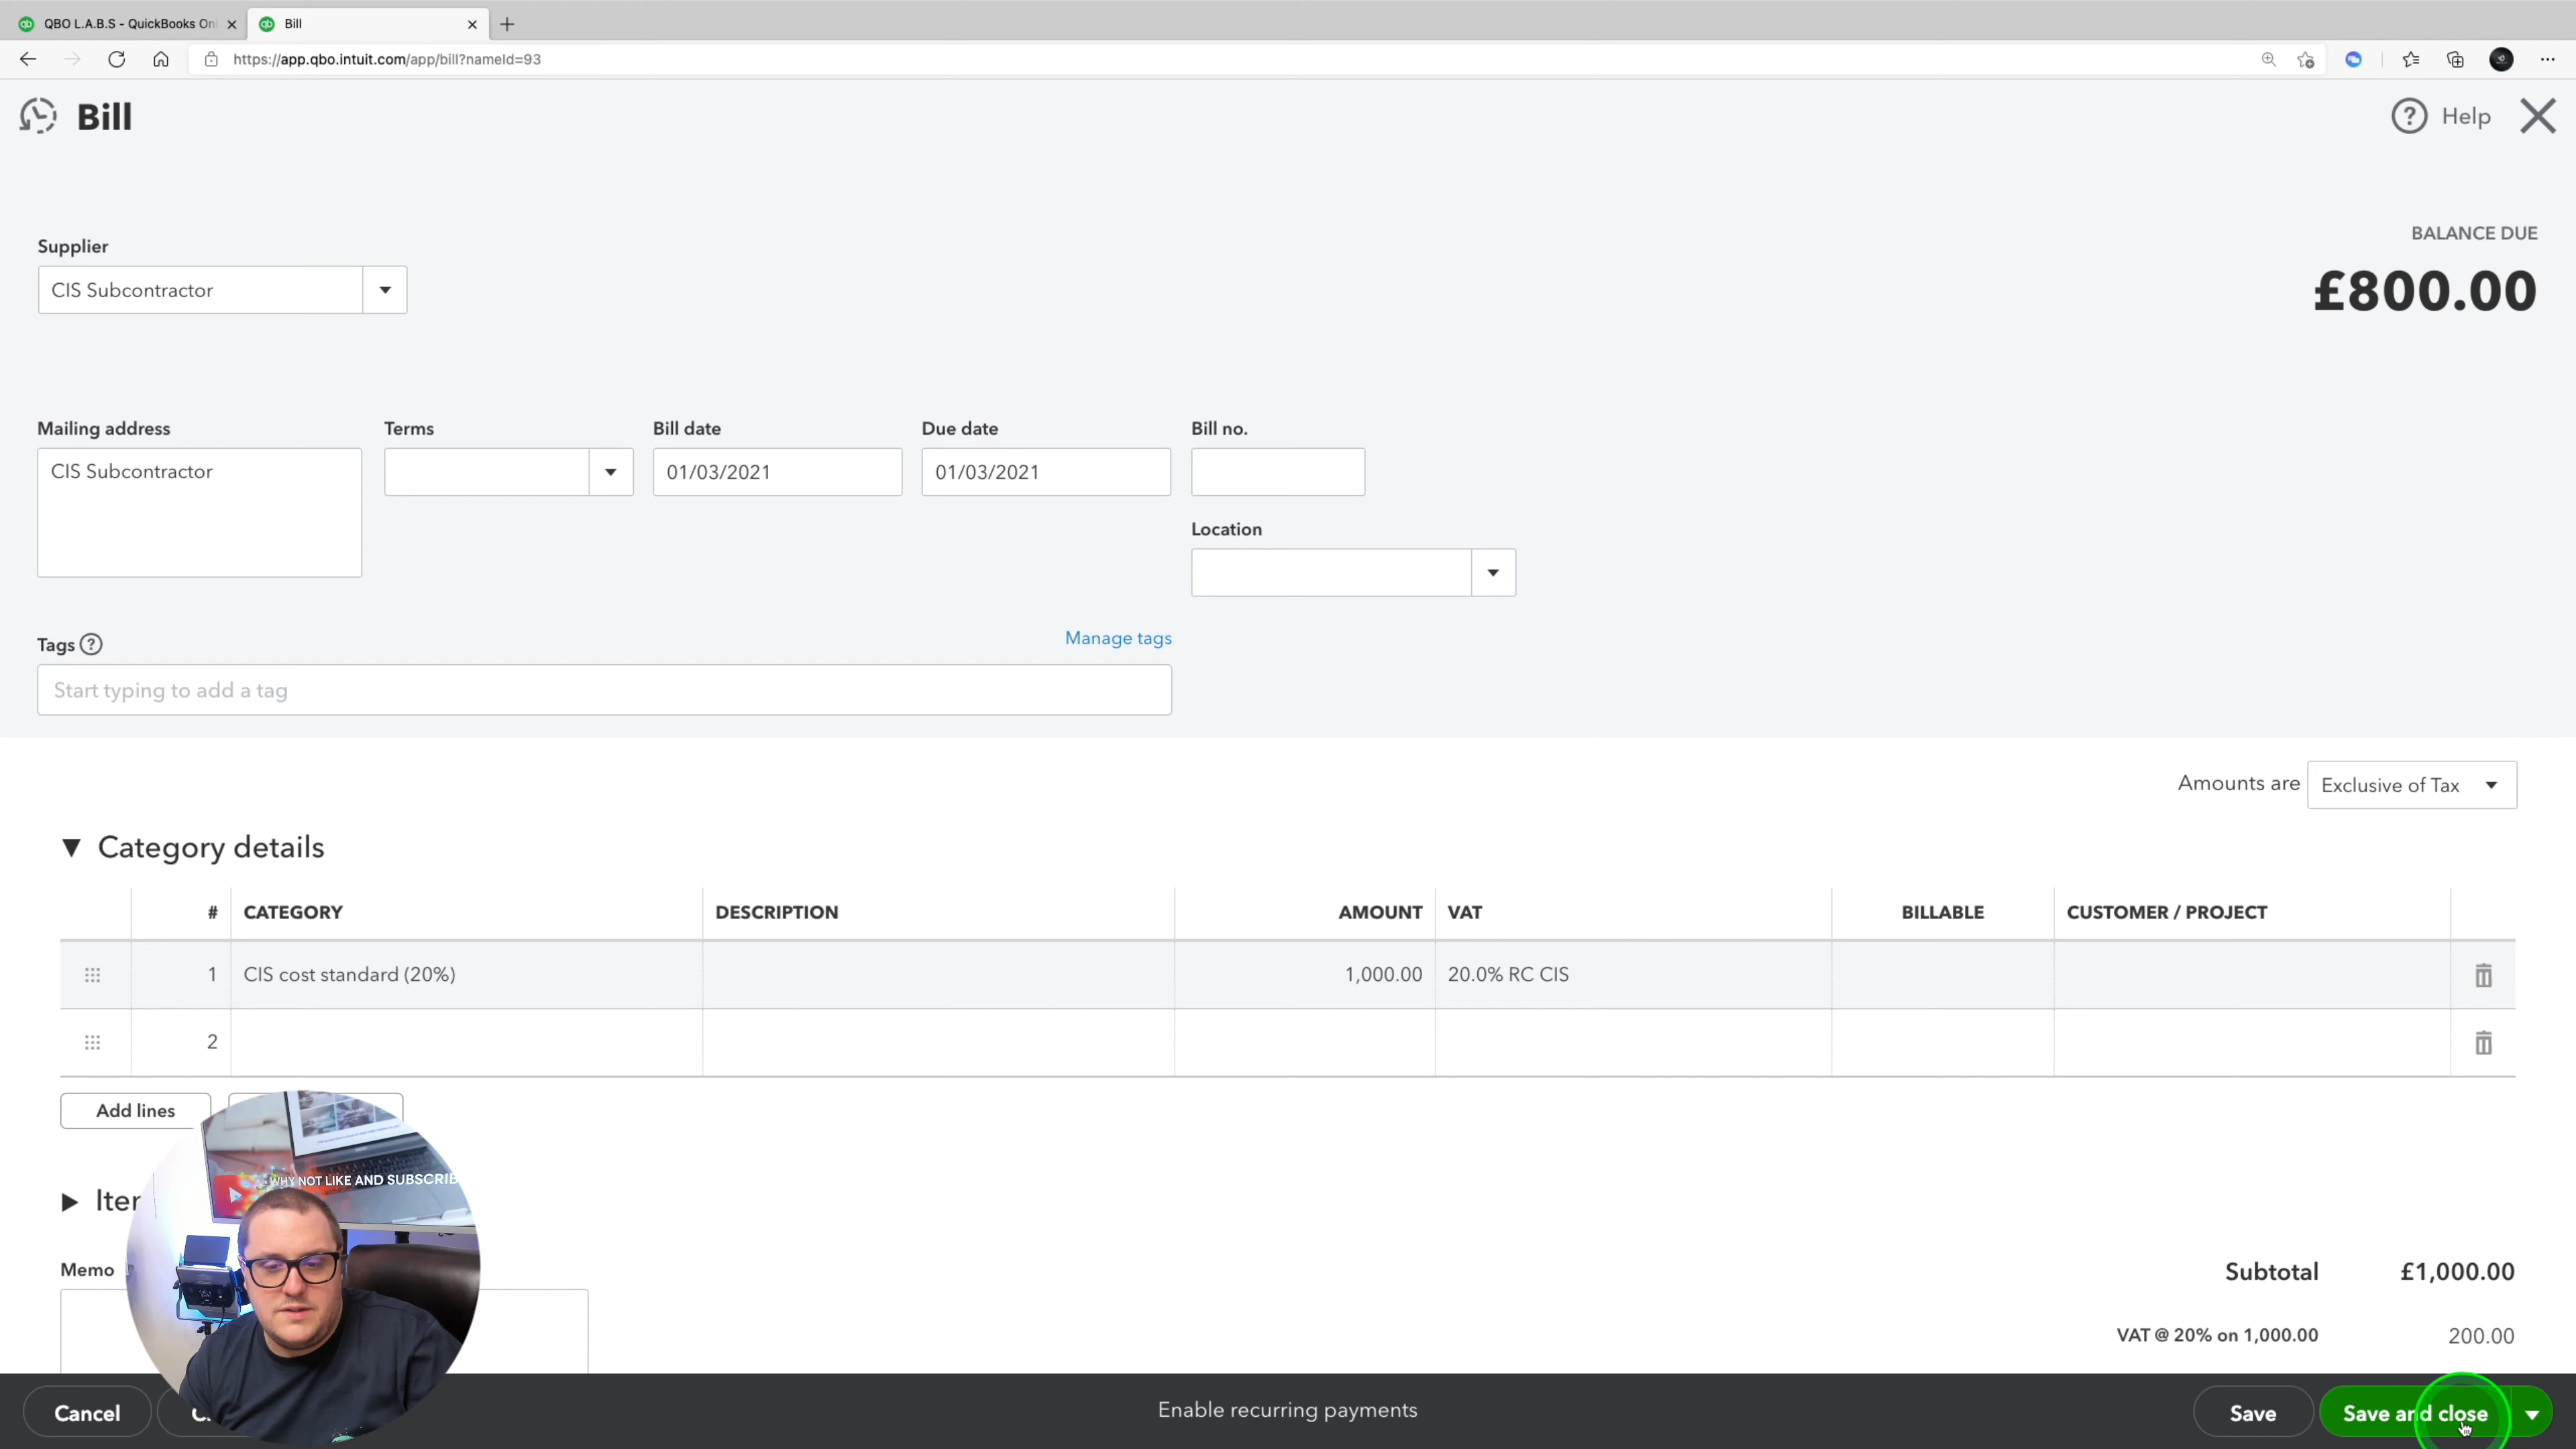 QBO L.A.B.S - QuickBooks Onl
Bill
https://app.qbo.intuit.com/app/bill?nameId=93
Bill
Help
Supplier
CIS Subcontractor
BALANCE DUE
£800.00
Mailing address
Terms
Bill date
Due date
Bill no.
CIS Subcontractor
01/03/2021
01/03/2021
Location
Tags
Manage tags
Start typing to add a tag
Amounts are
Exclusive of Tax
Category details
# CATEGORY DESCRIPTION AMOUNT VAT BILLABLE CUSTOMER / PROJECT
1 CIS cost standard (20%) 1,000.00 20.0% RC CIS
2
Add lines
WHY NOT LIKE AND SUBSCRIB
Iter
Memo
Subtotal £1,000.00
VAT @ 20% on 1,000.00 200.00
Cancel
Enable recurring payments
Save
Save and close